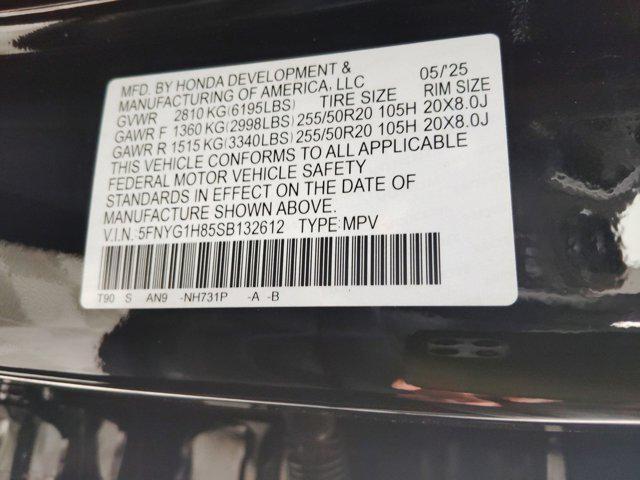 MFD. BY HONDA DEVELOPMENT & 05/'25
MANUFACTURING OF AMERICA, LLC
GVWR 2810 KG(6195LBS) TIRE SIZE RIM SIZE
GAWR F 1360 KG(2998LBS) 255/50R20 105H 20X8.0J
GAWR R 1515 KG(3340LBS) 255/50R20 105H 20X8.0J
THIS VEHICLE CONFORMS TO ALL APPLICABLE
FEDERAL MOTOR VEHICLE SAFETY
STANDARDS IN EFFECT ON THE DATE OF
MANUFACTURE SHOWN ABOVE.
V.I.N.:5FNYG1H85SB132612 TYPE:MPV
T90 S AN9 -NH731P -A -B